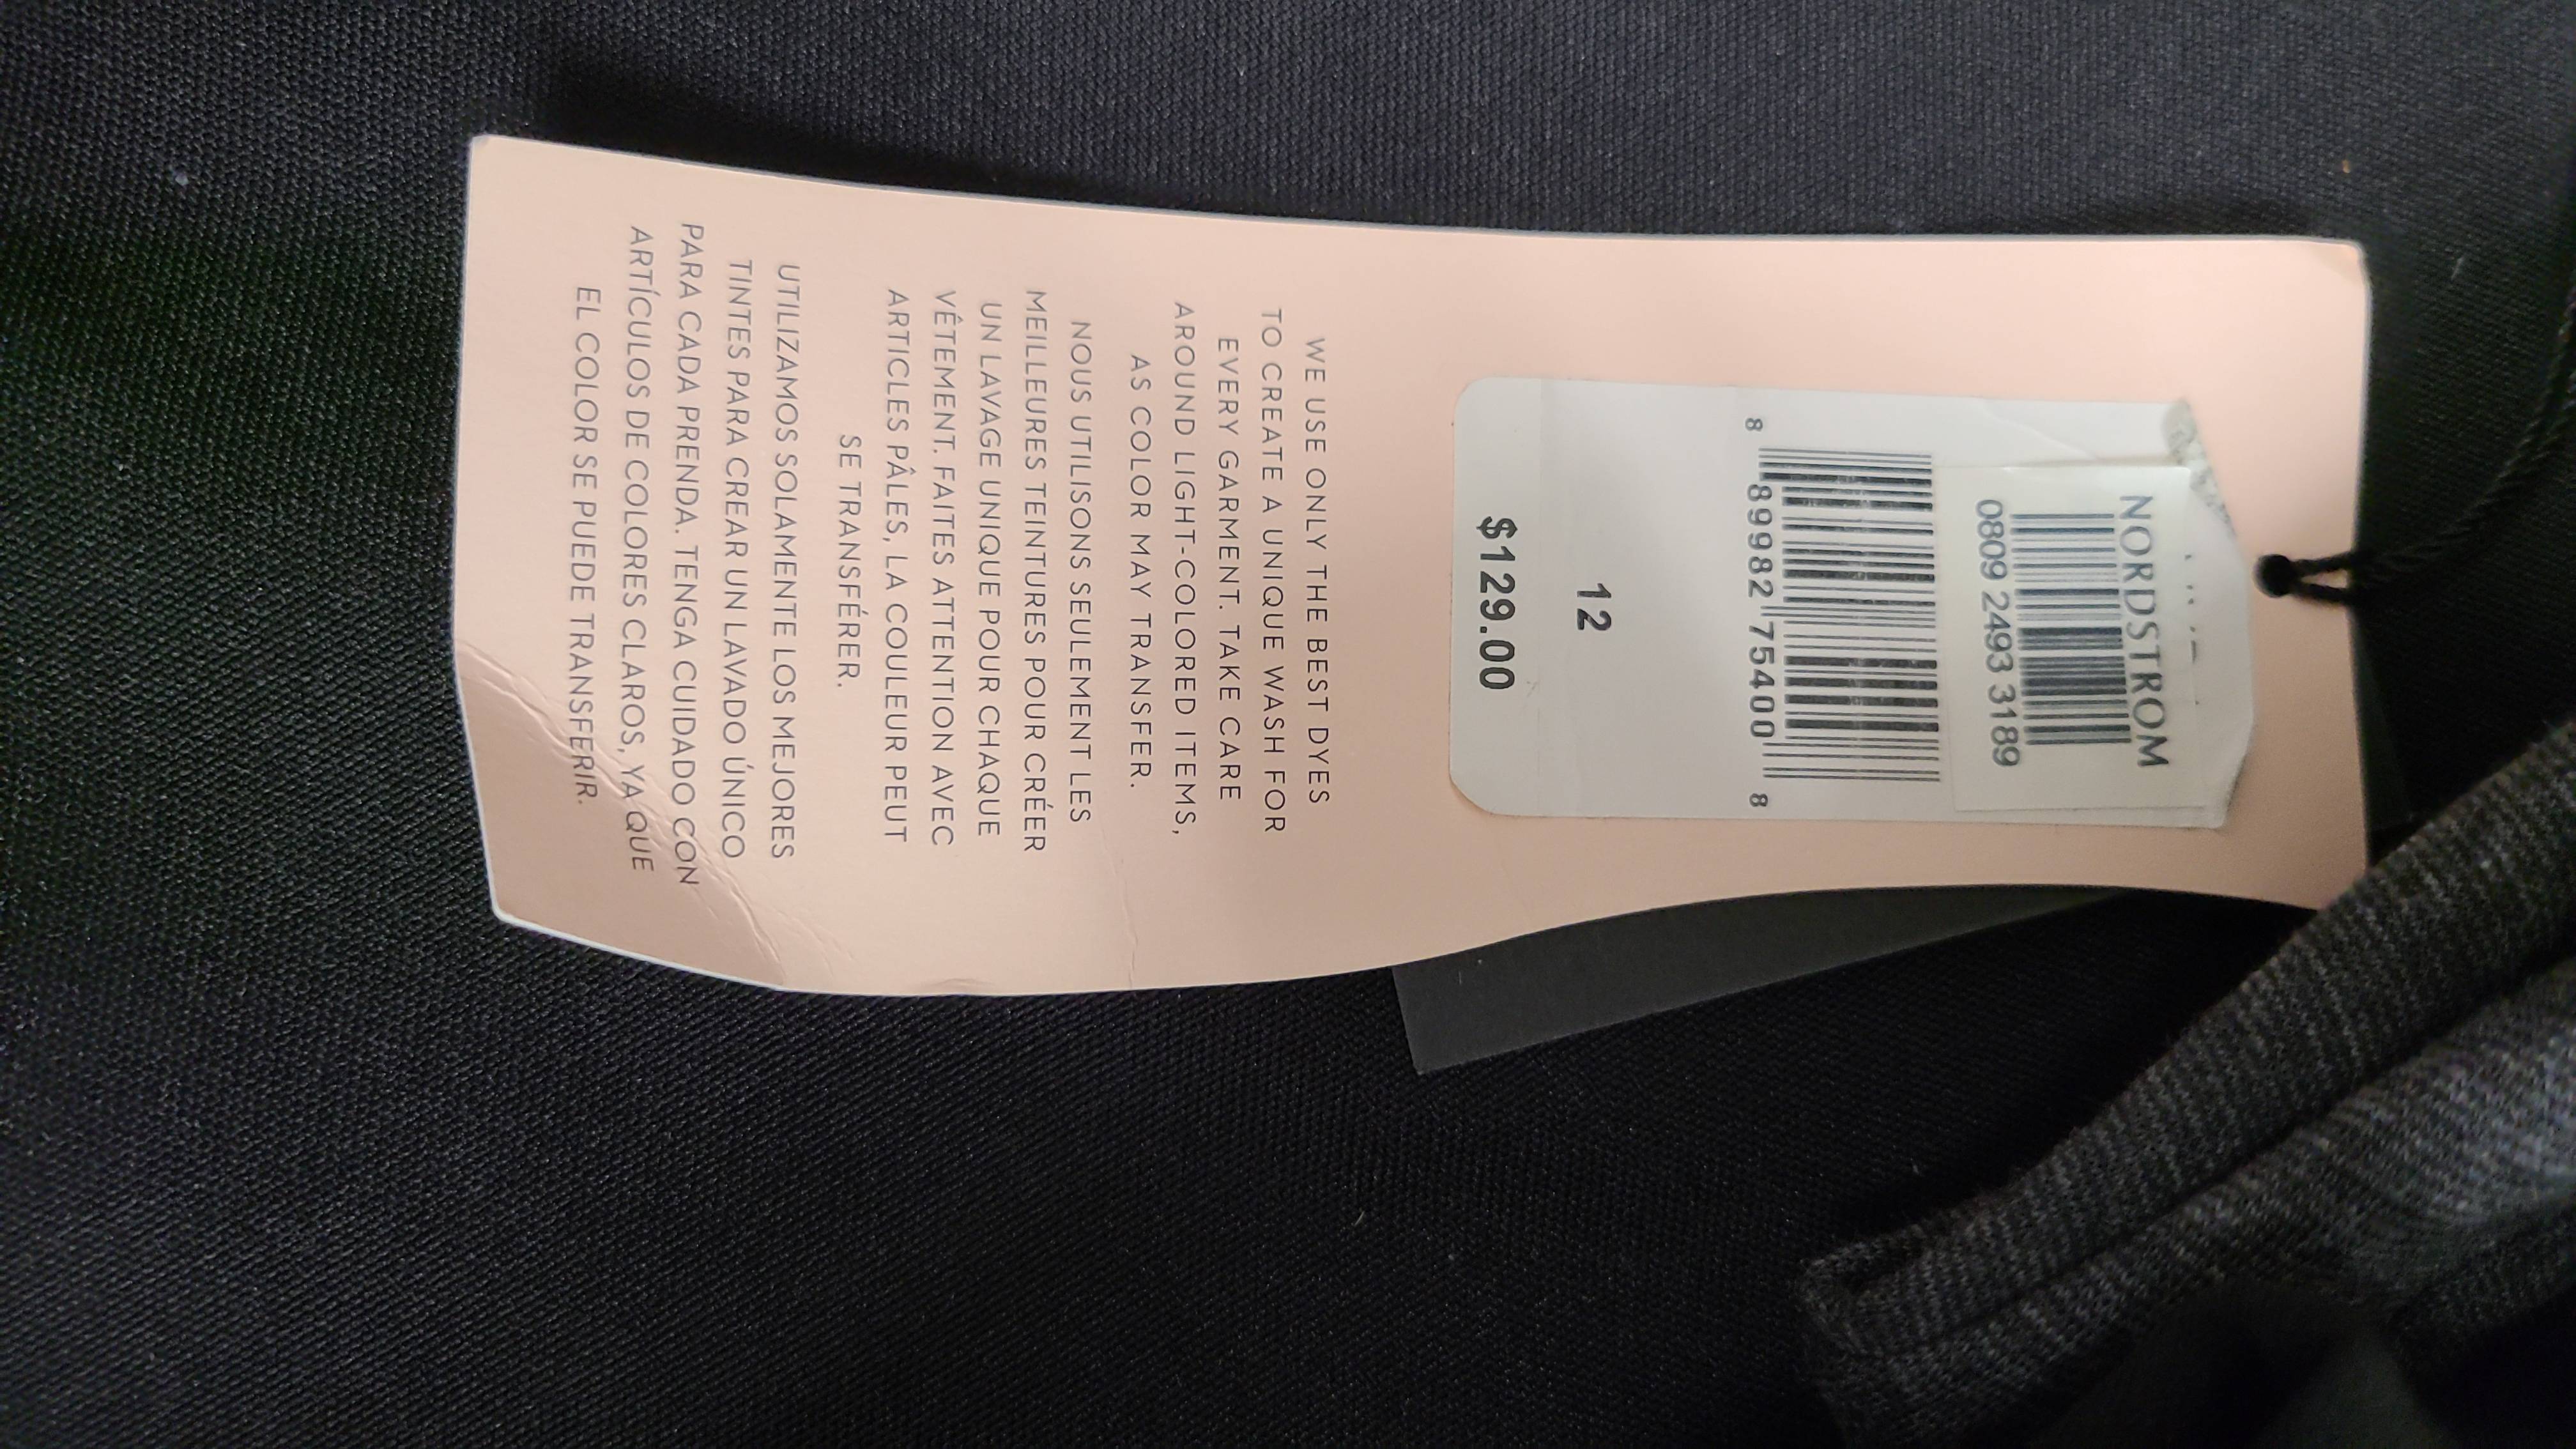 NORDSTROM
0809 2493 3189
8 89982 75400 8
12
$129.00
WE USE ONLY THE BEST DYES
TO CREATE A UNIQUE WASH FOR
EVERY GARMENT. TAKE CARE
AROUND LIGHT-COLORED ITEMS,
AS COLOR MAY TRANSFER.
NOUS UTILISONS SEULEMENT LES
MEILLEURES TEINTURES POUR CRÉER
UN LAVAGE UNIQUE POUR CHAQUE
VÊTEMENT. FAITES ATTENTION AVEC
ARTICLES PÂLES, LA COULEUR PEUT
SE TRANSFÉRER.
UTILIZAMOS SOLAMENTE LOS MEJORES
TINTES PARA CREAR UN LAVADO ÚNICO
PARA CADA PRENDA. TENGA CUIDADO CON
ARTÍCULOS DE COLORES CLAROS, YA QUE
EL COLOR SE PUEDE TRANSFERIR.